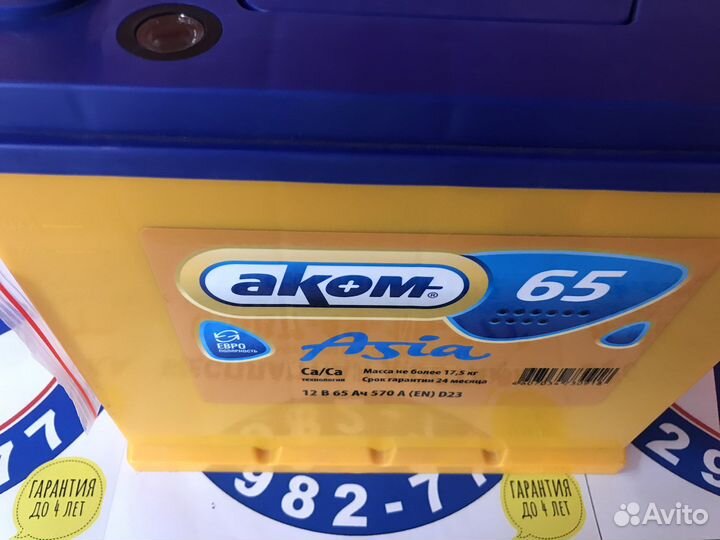 аком®
65
ЕВРО
ПОЛЯРНОСТЬ
Asia
Ca/Ca
ТЕХНОЛОГИЯ
Масса не более 17,5 кг
Срок гарантии 24 месяца
12 В 65 Ач 570 А (EN) D23
77
982-77
29
ГАРАНТИЯ
ДО 4 ЛЕТ
ГАРАНТИЯ
ДО 4 ЛЕТ
Avito